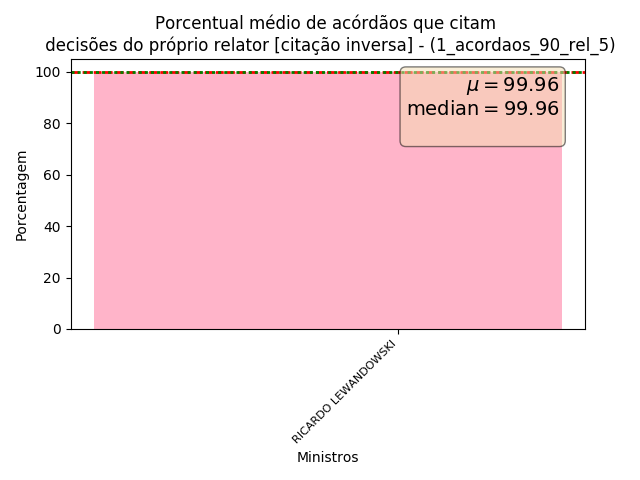 Porcentual médio de acórdãos que citam
decisões do próprio relator [citação inversa] - (1_acordaos_90_rel_5)
100
80
60
40
20
0
Porcentagem
μ = 99.96
median = 99.96
RICARDO LEWANDOWSKI
Ministros